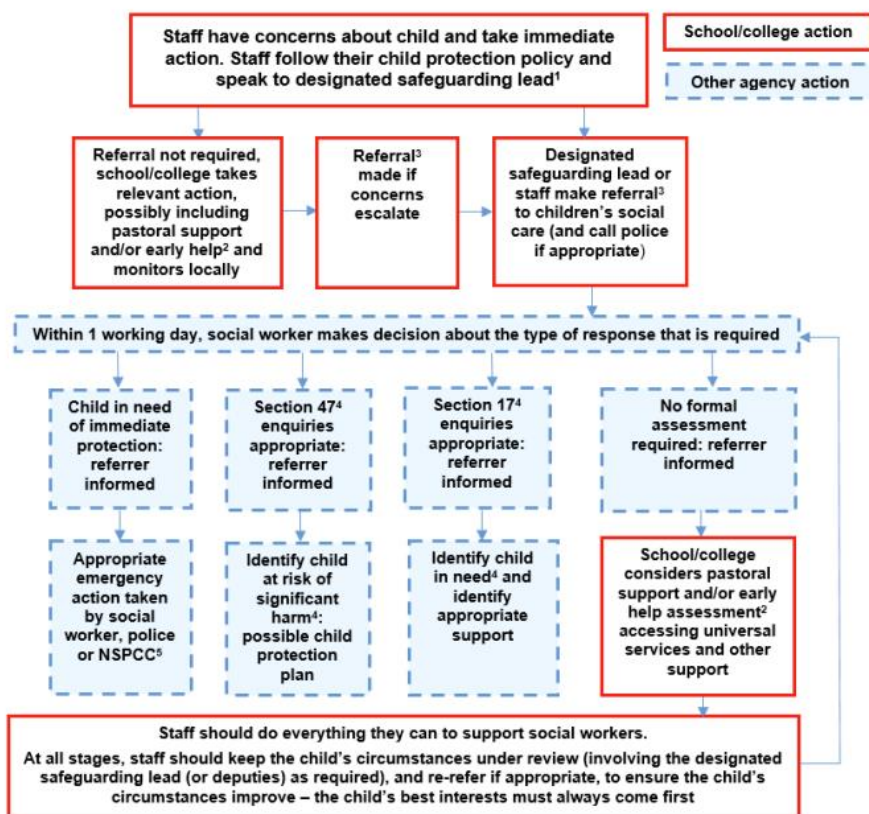 Staff have concerns about child and take immediate
action. Staff follow their child protection policy and
speak to designated safeguarding lead¹
School/college action
Other agency action
Referral not required,
school/college takes
relevant action,
possibly including
pastoral support
and/or early help² and
monitors locally
Referral³
made if
concerns
escalate
Designated
safeguarding lead or
staff make referral³
to children’s social
care (and call police
if appropriate)
Within 1 working day, social worker makes decision about the type of response that is required
Child in need
of immediate
protection:
referrer
informed
Section 47⁴
enquiries
appropriate:
referrer
informed
Section 17⁴
enquiries
appropriate:
referrer
informed
No formal
assessment
required: referrer
informed
Appropriate
emergency
action taken
by social
worker, police
or NSPCC⁵
Identify child
at risk of
significant
harm⁴:
possible child
protection
plan
Identify child
in need⁴ and
identify
appropriate
support
School/college
considers pastoral
support and/or early
help assessment²
accessing universal
services and other
support
Staff should do everything they can to support social workers.
At all stages, staff should keep the child’s circumstances under review (involving the designated
safeguarding lead (or deputies) as required), and re-refer if appropriate, to ensure the child’s
circumstances improve – the child’s best interests must always come first